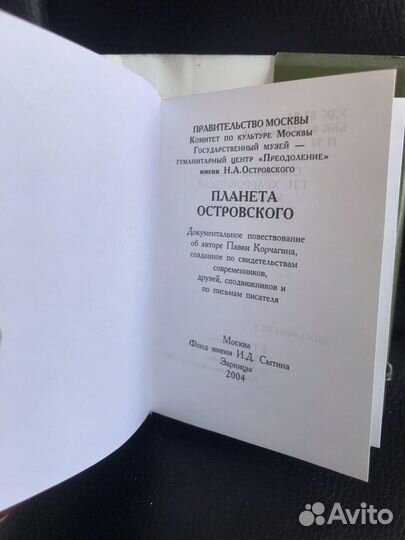 ПРАВИТЕЛЬСТВО МОСКВЫ
Комитет по культуре Москвы
Государственный музей —
гуманитарный центр «Преодоление»
имени Н.А.Островского
ПЛАНЕТА
ОСТРОВСКОГО
Документальное повествование
об авторе Павки Корчагина,
созданное по свидетельствам
современников,
друзей, сподвижников и
по письмам писателя
Москва
Фонд имени И.Д. Сытина
Зарницы
2004
Avito